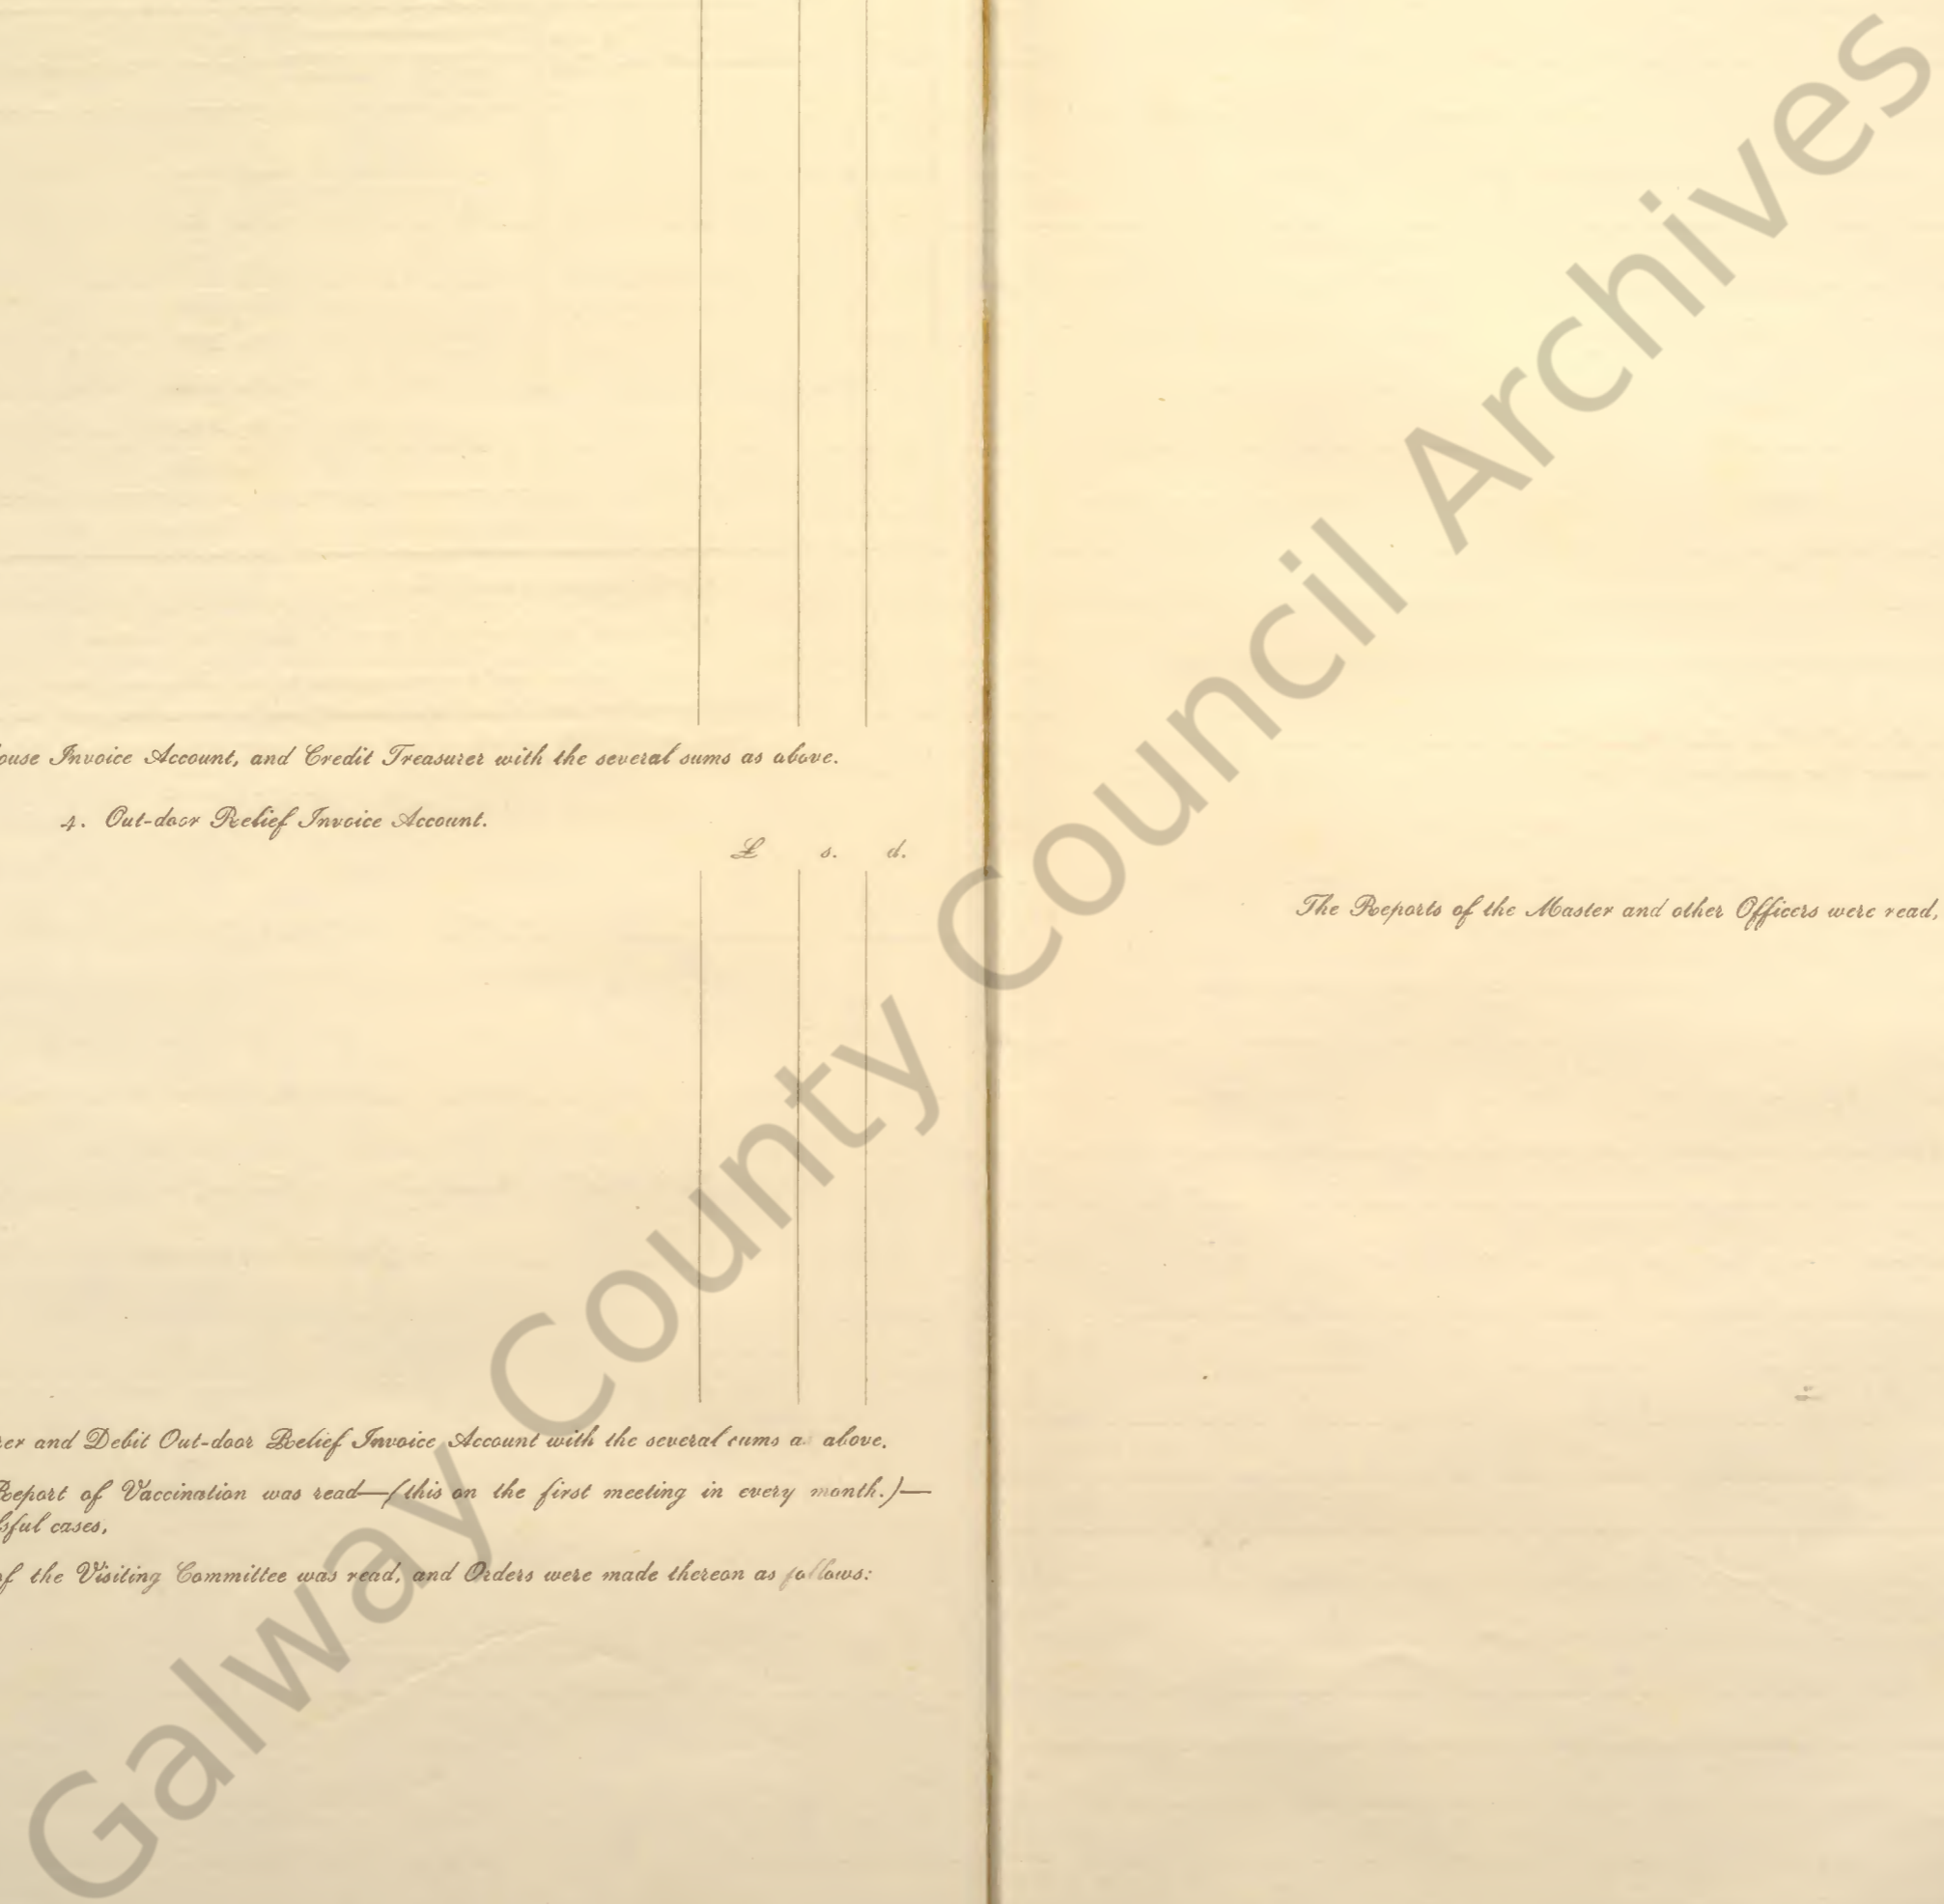 ouse Invoice Account, and Credit Treasurer with the several sums as above.
4. Out-door Relief Invoice Account.
£ s. d.
er and Debit Out-door Relief Invoice Account with the several sums a above.
Report of Vaccination was read—(this on the first meeting in every month.)—
sful cases,
of the Visiting Committee was read, and Orders were made thereon as follows:
The Reports of the Master and other Officers were read,
Galway County Council Archives